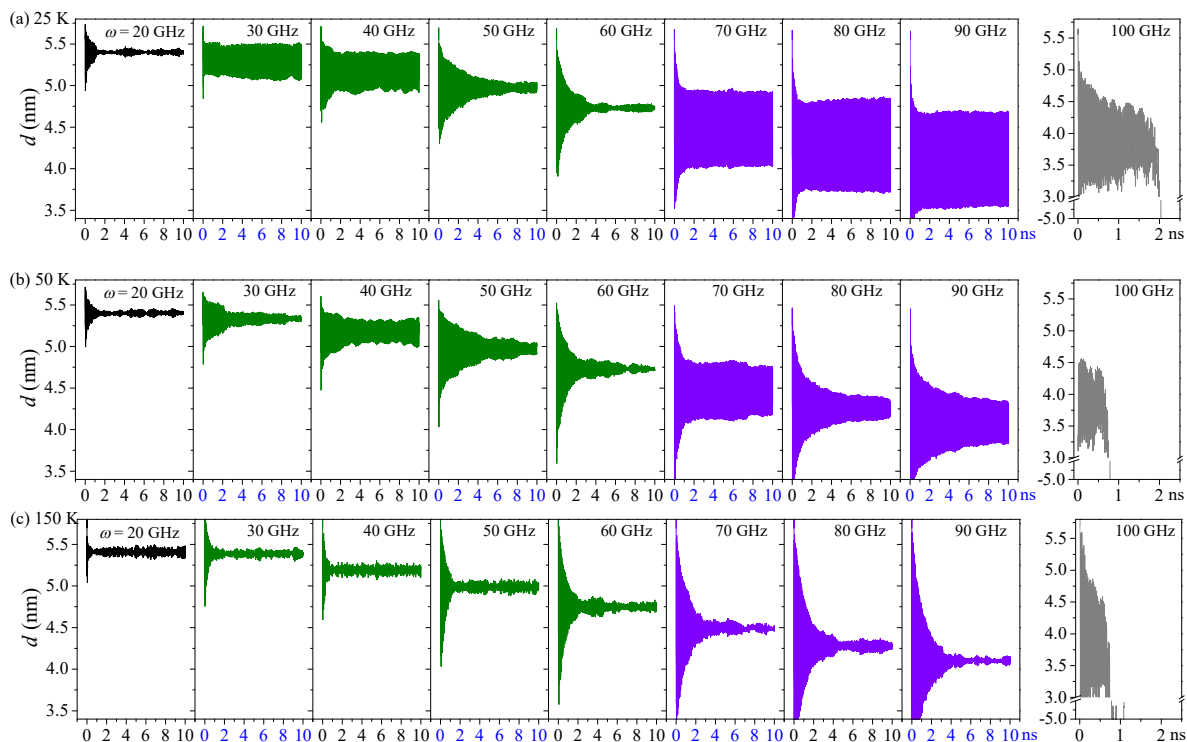 (a) 25 K
ω = 20 GHz 30 GHz 40 GHz 50 GHz 60 GHz 70 GHz 80 GHz 90 GHz 100 GHz
5.5 5.5
5.0 5.0
4.5 4.5
4.0 4.0
3.5 3.5
3.0
-5.0
d (nm)
0 2 4 6 8 10 0 2 4 6 8 10 0 2 4 6 8 10 0 2 4 6 8 10 0 2 4 6 8 10 0 2 4 6 8 10 0 2 4 6 8 10 0 2 4 6 8 10 ns 0 1 2 ns
(b) 50 K
ω = 20 GHz 30 GHz 40 GHz 50 GHz 60 GHz 70 GHz 80 GHz 90 GHz 100 GHz
5.5 5.5
5.0 5.0
4.5 4.5
4.0 4.0
3.5 3.5
3.0
-5.0
d (nm)
0 2 4 6 8 10 0 2 4 6 8 10 0 2 4 6 8 10 0 2 4 6 8 10 0 2 4 6 8 10 0 2 4 6 8 10 0 2 4 6 8 10 0 2 4 6 8 10 ns 0 1 2 ns
(c) 150 K
ω = 20 GHz 30 GHz 40 GHz 50 GHz 60 GHz 70 GHz 80 GHz 90 GHz 100 GHz
5.5 5.5
5.0 5.0
4.5 4.5
4.0 4.0
3.5 3.5
3.0
-5.0
d (nm)
0 2 4 6 8 10 0 2 4 6 8 10 0 2 4 6 8 10 0 2 4 6 8 10 0 2 4 6 8 10 0 2 4 6 8 10 0 2 4 6 8 10 0 2 4 6 8 10 ns 0 1 2 ns